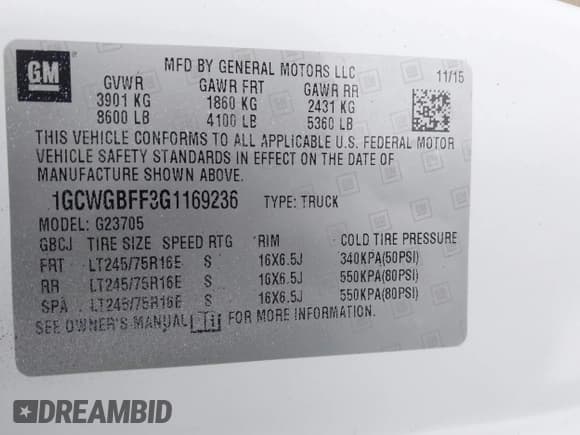 GM
MFD BY GENERAL MOTORS LLC
11/15
GVWR GAWR FRT GAWR RR
3901 KG 1860 KG 2431 KG
8600 LB 4100 LB 5360 LB
THIS VEHICLE CONFORMS TO ALL APPLICABLE U.S. FEDERAL MOTOR
VEHICLE SAFETY STANDARDS IN EFFECT ON THE DATE OF
MANUFACTURE SHOWN ABOVE.
1GCWGBFF3G1169236 TYPE: TRUCK
MODEL: G23705
GBCJ TIRE SIZE SPEED RTG RIM COLD TIRE PRESSURE
FRT LT245/75R16E S 16X6.5J 340KPA(50PSI)
RR LT245/75R16E S 16X6.5J 550KPA(80PSI)
SPA LT245/75R16E S 16X6.5J 550KPA(80PSI)
SEE OWNER'S MANUAL FOR MORE INFORMATION.
DREAMBID